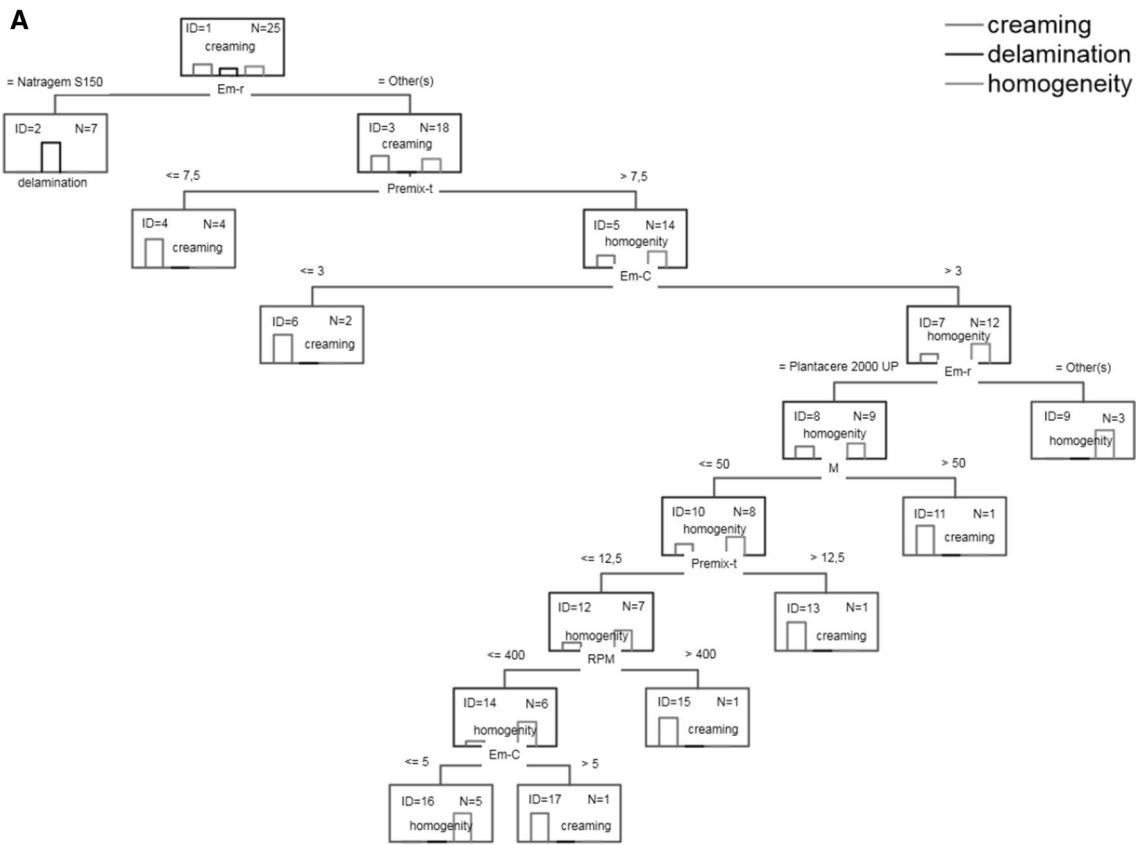 A
creaming
delamination
homogeneity
ID=1 N=25
creaming
= Natragem S150
Em-r
= Other(s)
ID=2 N=7
delamination
ID=3 N=18
creaming
<= 7,5
Premix-t
> 7,5
ID=4 N=4
creaming
ID=5 N=14
homogenity
<= 3
Em-C
> 3
ID=6 N=2
creaming
ID=7 N=12
homogenity
= Plantacere 2000 UP
Em-r
= Other(s)
ID=8 N=9
homogenity
ID=9 N=3
homogenity
<= 50
M
> 50
ID=10 N=8
homogenity
ID=11 N=1
creaming
<= 12,5
Premix-t
> 12,5
ID=12 N=7
homogenity
ID=13 N=1
creaming
<= 400
RPM
> 400
ID=14 N=6
homogenity
ID=15 N=1
creaming
<= 5
Em-C
> 5
ID=16 N=5
homogenity
ID=17 N=1
creaming